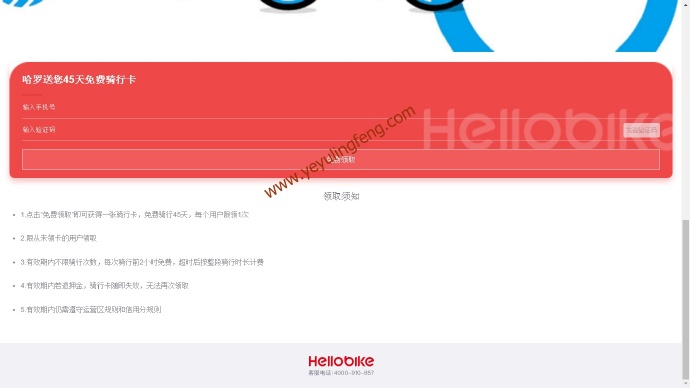 哈罗送您45天免费骑行卡
输入手机号
Hellobike
输入验证码
发送验证码
免费领取
www.yeyulingfeng.com
领取须知
1.点击“免费领取”即可获得一张骑行卡，免费骑行45天，每个用户限领1次
2.限从未领卡的用户领取
3.有效期内不限骑行次数，每次骑行前2小时免费，超时后按整段骑行时长计费
4.有效期内若退押金，骑行卡随即失效，无法再次领取
5.有效期内仍需遵守运营区规则和信用分规则
Hellobike
客服电话:4000-910-857